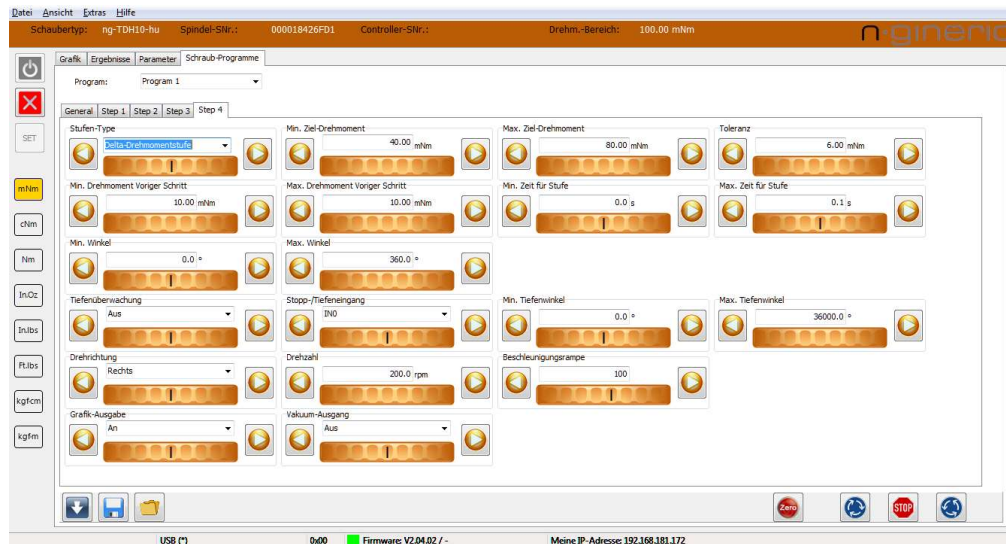 Datei Ansicht Extras Hilfe
Schaubertyp: ng-TDH10-hu Spindel-SNr.: 000018426FD1 Controller-SNr.: Drehm.-Bereich: 100.00 mNm n-gineric
Grafik Ergebnisse Parameter Schraub-Programme
Program: Program 1
General Step 1 Step 2 Step 3 Step 4
SET
mNm
cNm
Nm
In.Oz
In.lbs
Ft.lbs
kgf-cm
kgf-m
Stufen-Type Min. Ziel-Drehmoment Max. Ziel-Drehmoment Toleranz
Delta-Drehmomentstufe 40.00 mNm 80.00 mNm 6.00 mNm
Min. Drehmoment Voriger Schritt Max. Drehmoment Voriger Schritt Min. Zeit für Stufe Max. Zeit für Stufe
10.00 mNm 10.00 mNm 0.0 s 0.1 s
Min. Winkel Max. Winkel
0.0 ° 360.0 °
Tiefenüberwachung Stopp-/Tiefeneingang Min. Tiefenwinkel Max. Tiefenwinkel
Aus IN0 0.0 ° 36000.0 °
Drehrichtung Drehzahl Beschleunigungsrampe
Rechts 200.0 rpm 100
Grafik-Ausgabe Vakuum-Ausgang
An Aus
Zero STOP
USB (*) 0x00 Firmware: V2.04.02 / - Meine IP-Adresse: 192.168.181.172